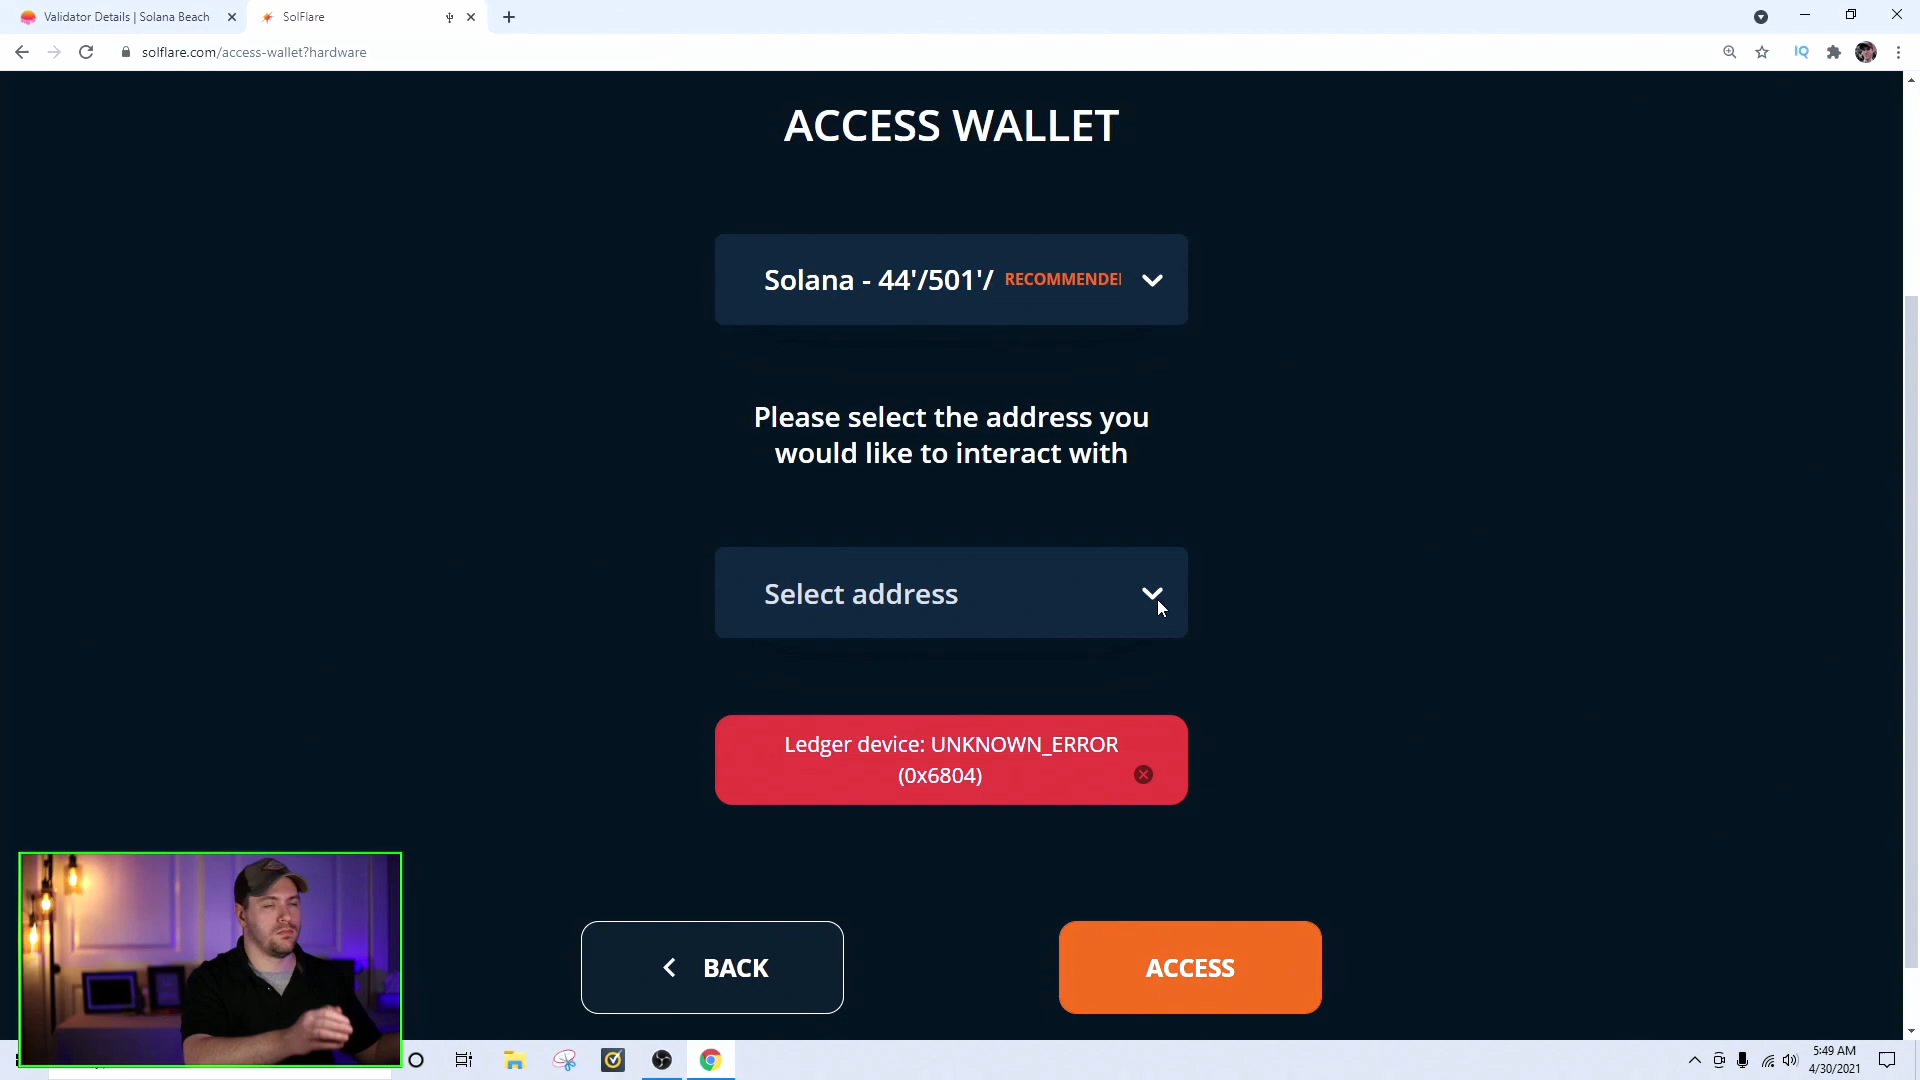 Validator Details | Solana Beach
SolFlare
solflare.com/access-wallet?hardware
IQ
ACCESS WALLET
Solana - 44'/501'/ RECOMMENDE
Please select the address you
would like to interact with
Select address
Ledger device: UNKNOWN_ERROR
(0x6804)
BACK
ACCESS
5:49 AM
4/30/2021